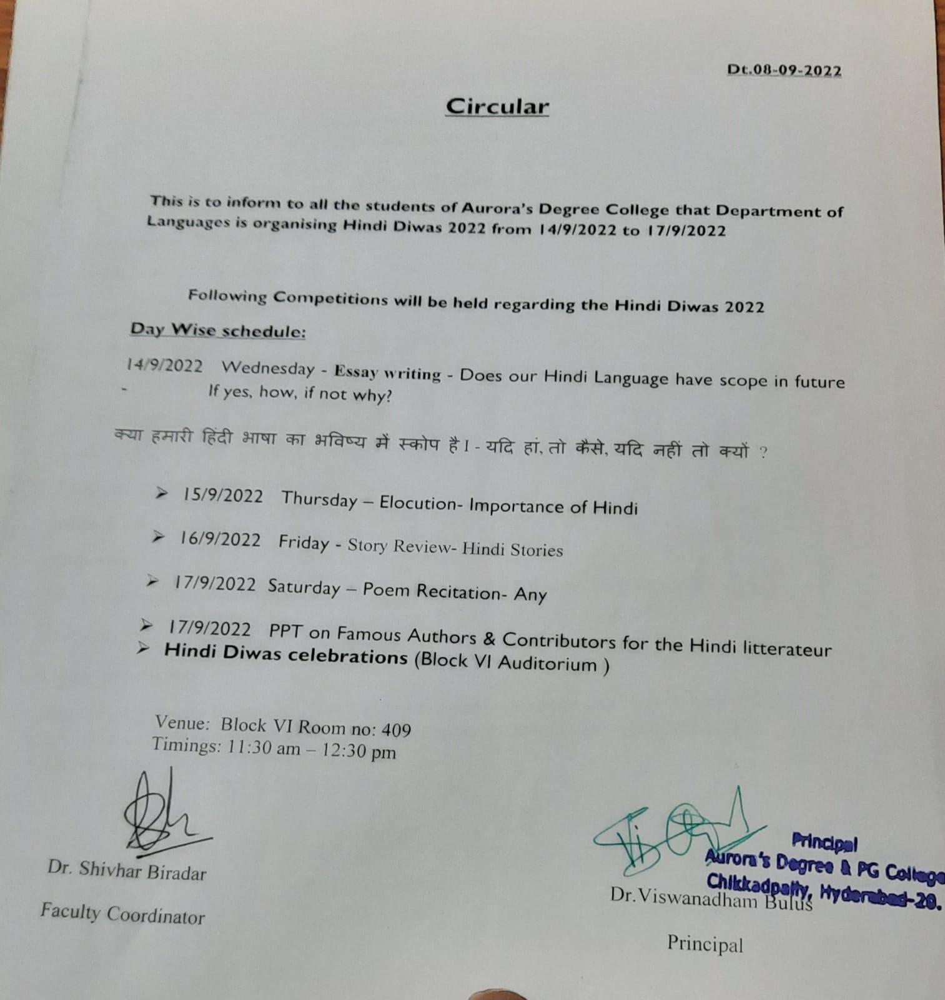 Dt.08-09-2022
Circular
This is to inform to all the students of Aurora's Degree College that Department of
Languages is organising Hindi Diwas 2022 from 14/9/2022 to 17/9/2022
Following Competitions will be held regarding the Hindi Diwas 2022
Day Wise schedule:
14/9/2022 Wednesday - Essay writing - Does our Hindi Language have scope in future
- If yes, how, if not why?
क्या हमारी हिंदी भाषा का भविष्य में स्कोप है I - यदि हां, तो कैसे, यदि नहीं तो क्यों ?
➢ 15/9/2022 Thursday – Elocution- Importance of Hindi
➢ 16/9/2022 Friday - Story Review- Hindi Stories
➢ 17/9/2022 Saturday – Poem Recitation- Any
➢ 17/9/2022 PPT on Famous Authors & Contributors for the Hindi litterateur
➢ Hindi Diwas celebrations (Block VI Auditorium )
Venue: Block VI Room no: 409
Timings: 11:30 am – 12:30 pm
Dr. Shivhar Biradar
Faculty Coordinator
Principal
Aurora's Degree & PG College
Chikkadpally, Hyderabad-20.
Dr.Viswanadham Bulus
Principal